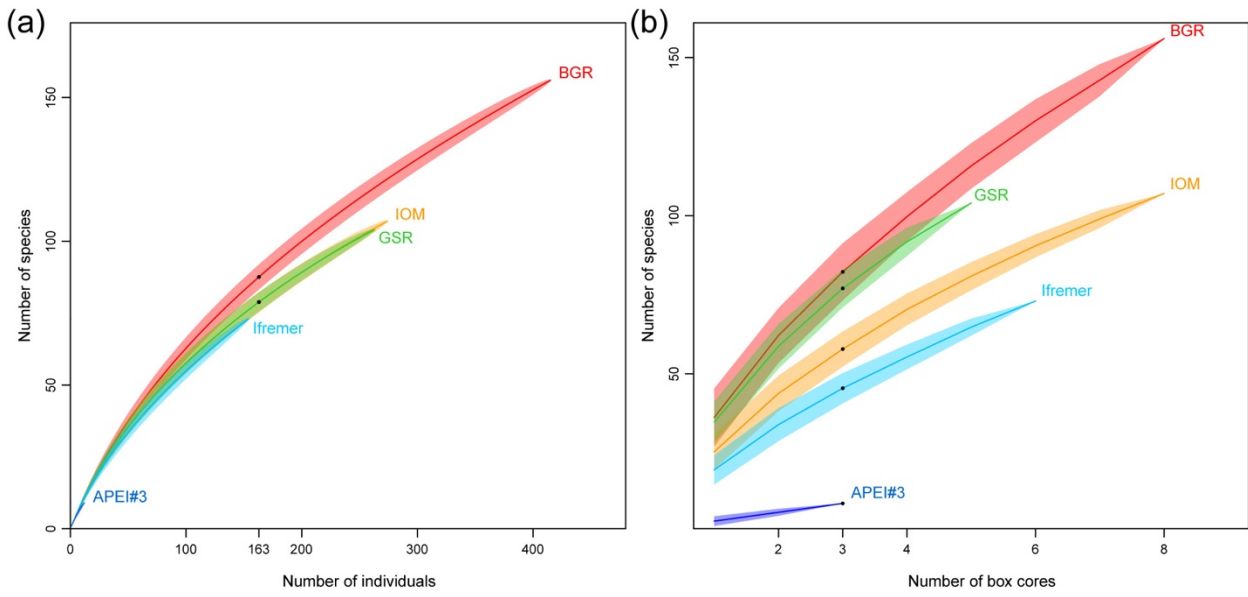 (a)
Number of species
150
100
50
0
BGR
IOM
GSR
Ifremer
APEI#3
0
100
163
200
300
400
Number of individuals
(b)
Number of species
150
100
50
BGR
IOM
GSR
Ifremer
APEI#3
2
3
4
6
8
Number of box cores